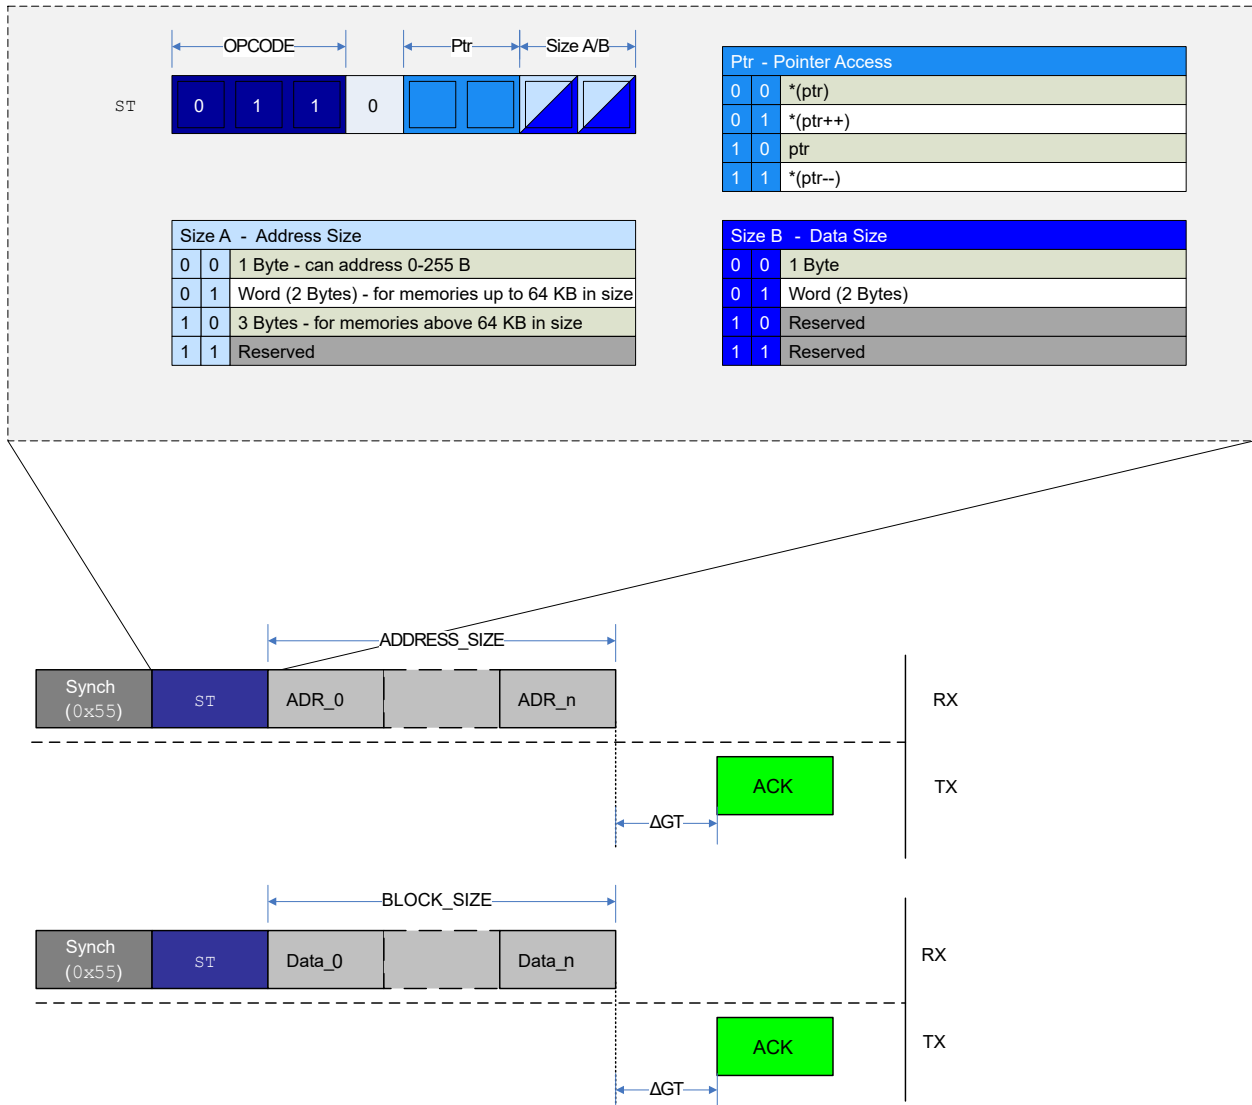 OPCODE Ptr Size A/B
ST 0 1 1 0
Ptr - Pointer Access
0 0 *(ptr)
0 1 *(ptr++)
1 0 ptr
1 1 *(ptr--)
Size A - Address Size
0 0 1 Byte - can address 0-255 B
0 1 Word (2 Bytes) - for memories up to 64 KB in size
1 0 3 Bytes - for memories above 64 KB in size
1 1 Reserved
Size B - Data Size
0 0 1 Byte
0 1 Word (2 Bytes)
1 0 Reserved
1 1 Reserved
ADDRESS_SIZE
Synch
(0x55)
ST
ADR_0
ADR_n
RX
ACK
TX
ΔGT
BLOCK_SIZE
Synch
(0x55)
ST
Data_0
Data_n
RX
ACK
TX
ΔGT